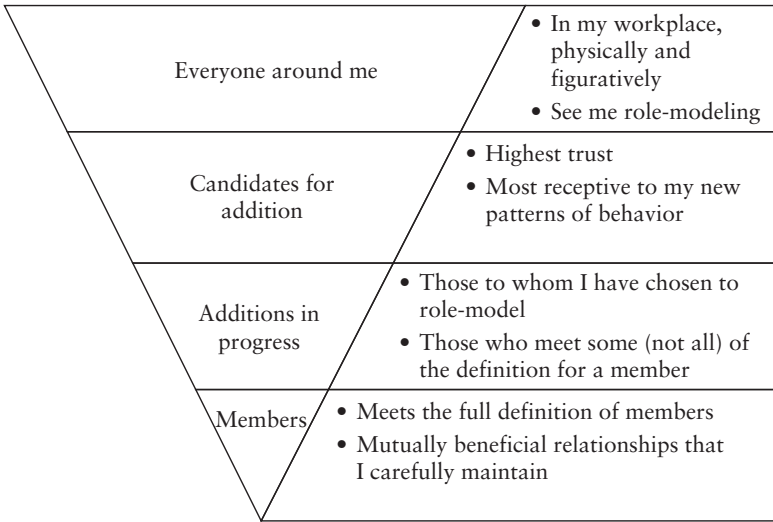 Everyone around me
• In my workplace,
physically and
figuratively
• See me role-modeling
Candidates for
addition
• Highest trust
• Most receptive to my new
patterns of behavior
Additions in
progress
• Those to whom I have chosen to
role-model
• Those who meet some (not all) of
the definition for a member
Members
• Meets the full definition of members
• Mutually beneficial relationships that
I carefully maintain